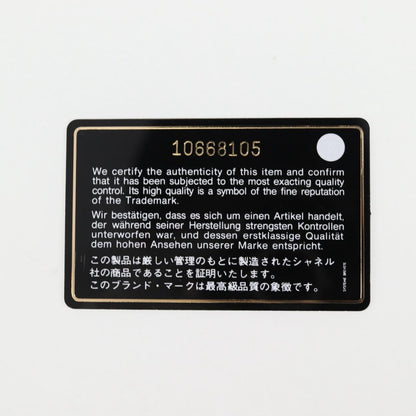 10668105
We certify the authenticity of this item and confirm
that it has been subjected to the most exacting quality
control. Its high quality is a symbol of the fine reputation
of the Trademark.
Wir bestätigen, dass es sich um einen Artikel handelt,
der während seiner Herstellung strengsten Kontrollen
unterworfen war, und dessen erstklassige Qualität
dem hohen Ansehen unserer Marke entspricht.
この製品は厳しい管理のもとに製造されたシャネル
社の商品であることを証明いたします。
このブランド・マークは最高級品質の象徴です。